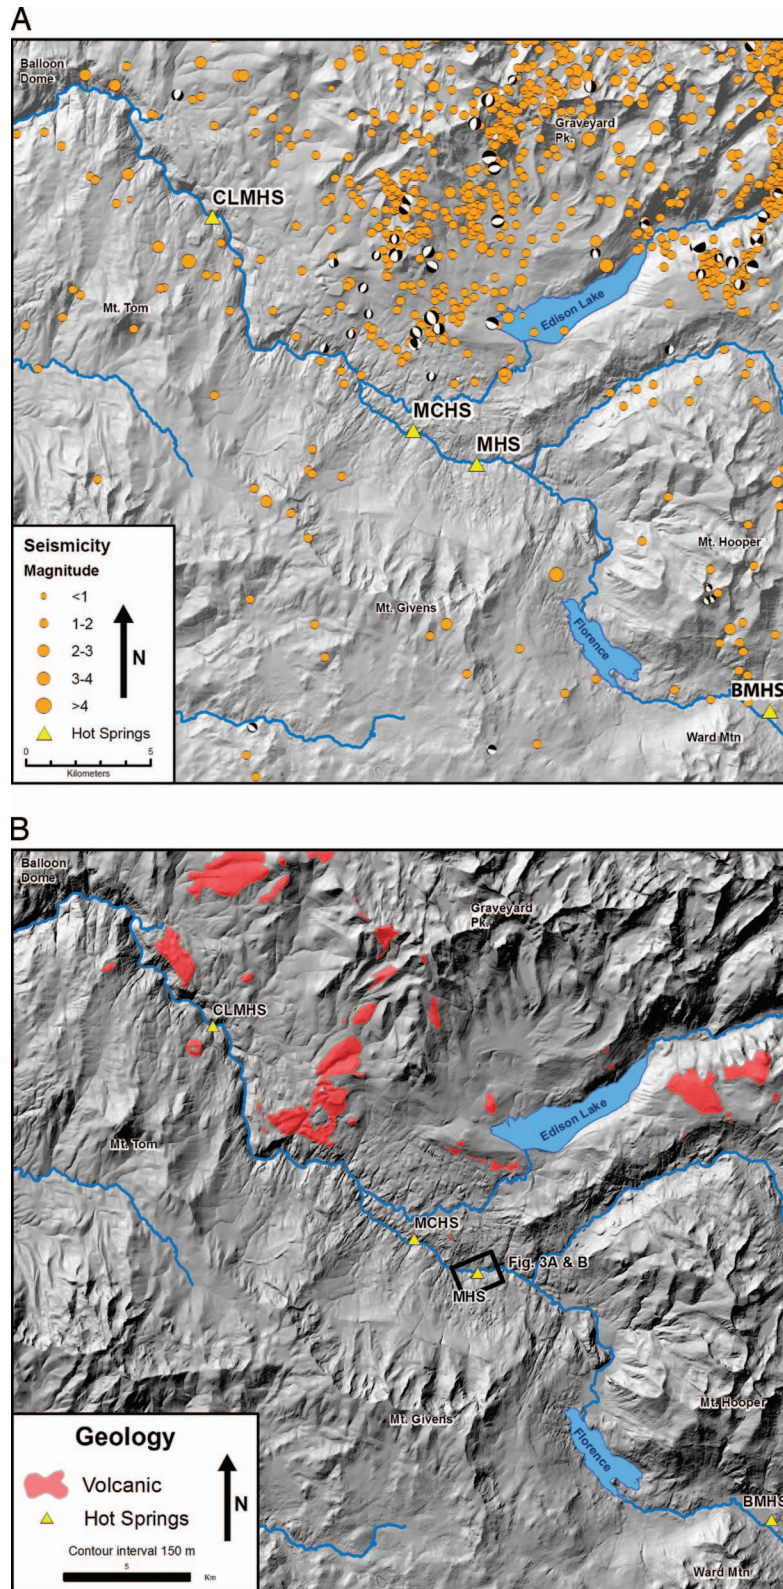 A
Balloon
Dome
Graveyard
Pk.
CLMHS
Mt. Tom
Edison Lake
MCHS
MHS
Mt. Hooper
Mt. Givens
Florence
BMHS
Ward Mtn
Seismicity
Magnitude
<1
1-2
2-3
3-4
>4
N
Hot Springs
0 5
Kilometers
B
Balloon
Dome
Graveyard
Pk.
CLMHS
Mt. Tom
Edison Lake
MCHS
Fig. 3A & B
MHS
Mt. Hooper
Mt. Givens
Florence
BMHS
Ward Mtn
Geology
Volcanic
Hot Springs
N
Contour interval 150 m
5
Km